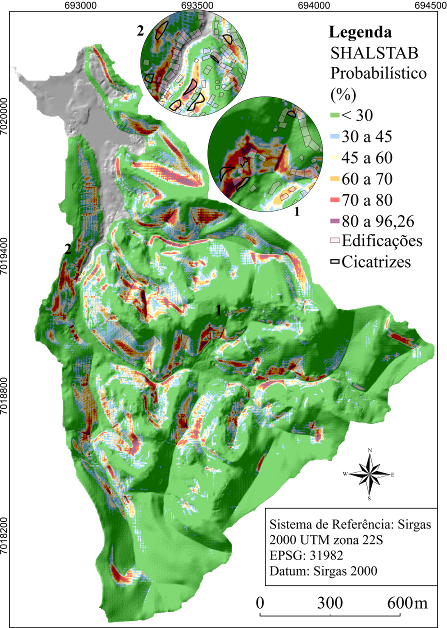 693000 693500 694000 694500
2
Legenda
SHALSTAB
Probabilístico
(%)
< 30
30 a 45
45 a 60
60 a 70
70 a 80
80 a 96,26
Edificações
Cicatrizes
1
7020000
7019400
7018800
7018200
2
1
N
W E
S
Sistema de Referência: Sirgas
2000 UTM zona 22S
EPSG: 31982
Datum: Sirgas 2000
0 300 600m